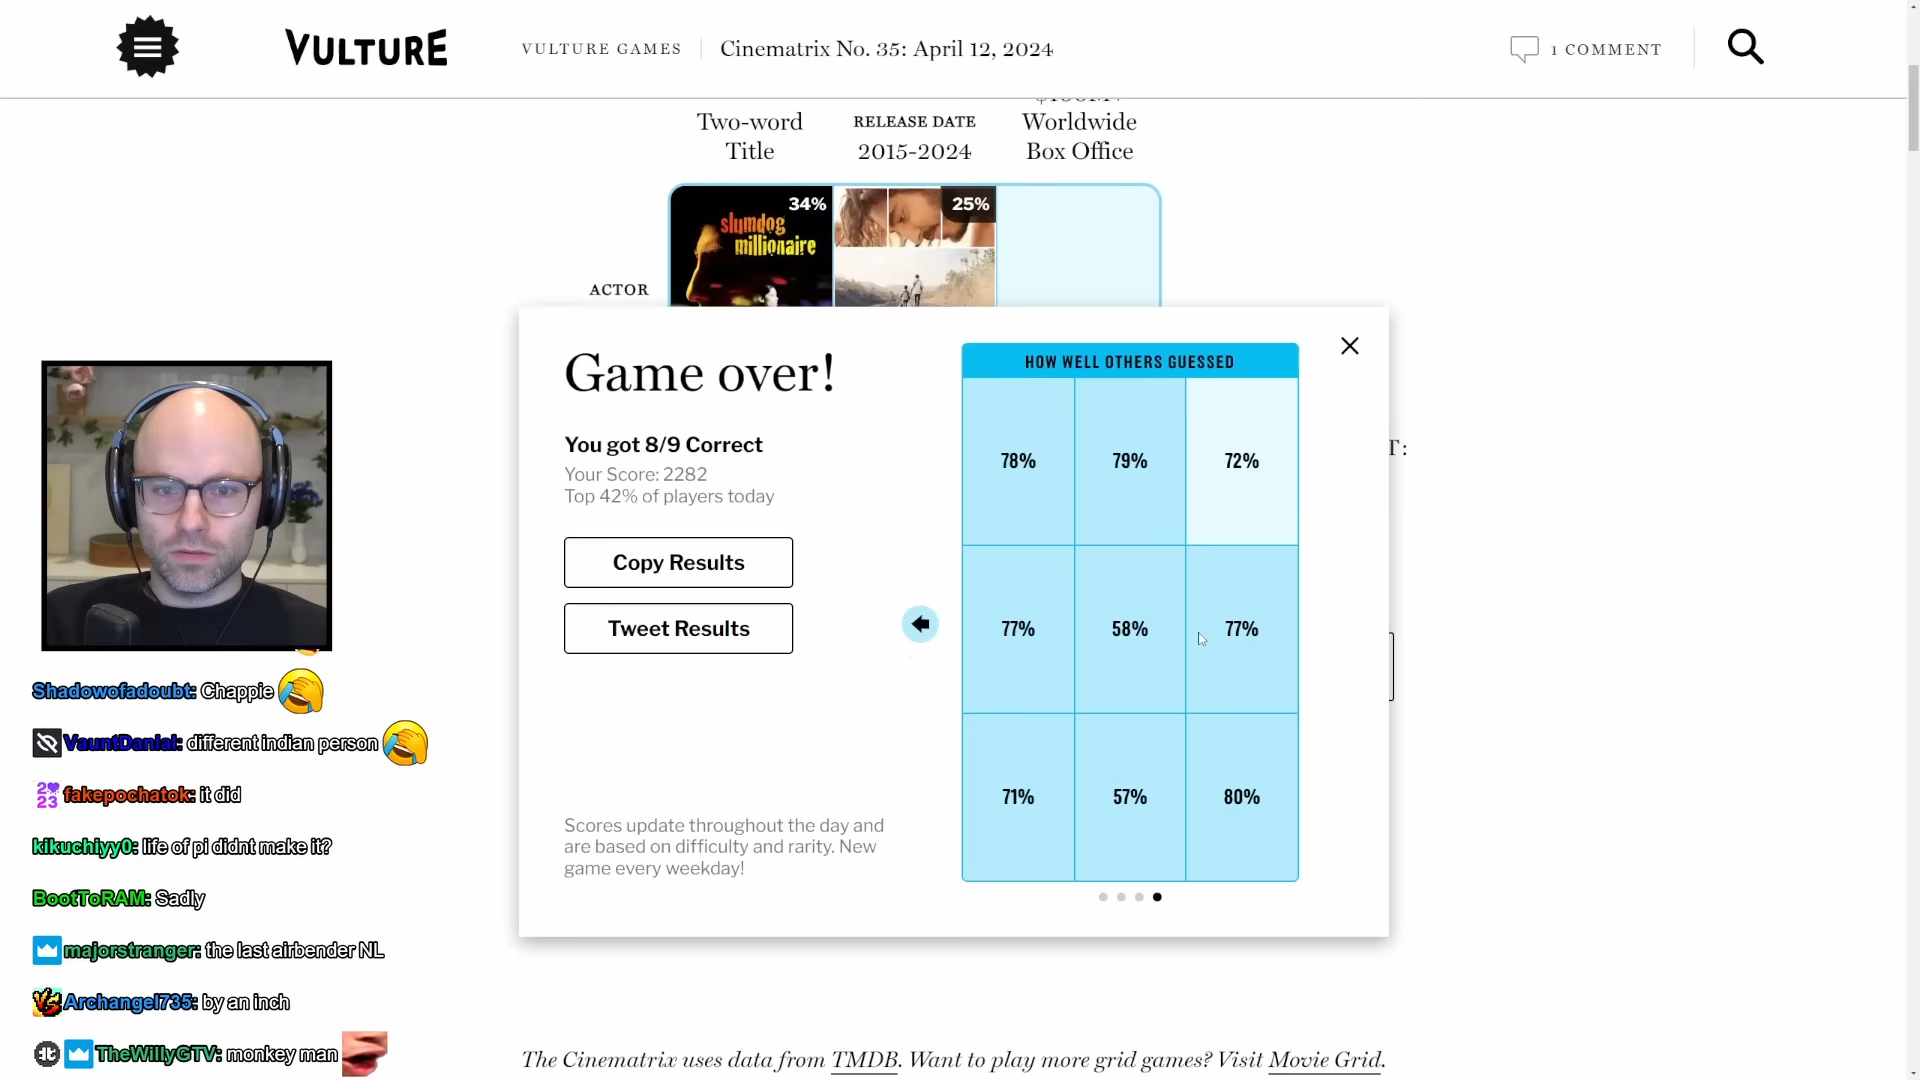 VULTURE
VULTURE GAMES
Cinematrix No. 35: April 12, 2024
1 COMMENT
Two-word
Title
RELEASE DATE
2015-2024
Worldwide
Box Office
34%
slumdog
millionaire
25%
ACTOR
Game over!
You got 8/9 Correct
Your Score: 2282
Top 42% of players today
Copy Results
Tweet Results
Scores update throughout the day and
are based on difficulty and rarity. New
game every weekday!
HOW WELL OTHERS GUESSED
78% 79% 72%
77% 58% 77%
71% 57% 80%
T:
Shadowofadoubt: Chappie
VauntDanial: different indian person
fakepochatok: it did
kikuchiyy0: life of pi didnt make it?
BootToRAM: Sadly
majorstranger: the last airbender NL
Archangel735: by an inch
TheWillyGTV: monkey man
The Cinematrix uses data from TMDB. Want to play more grid games? Visit Movie Grid.